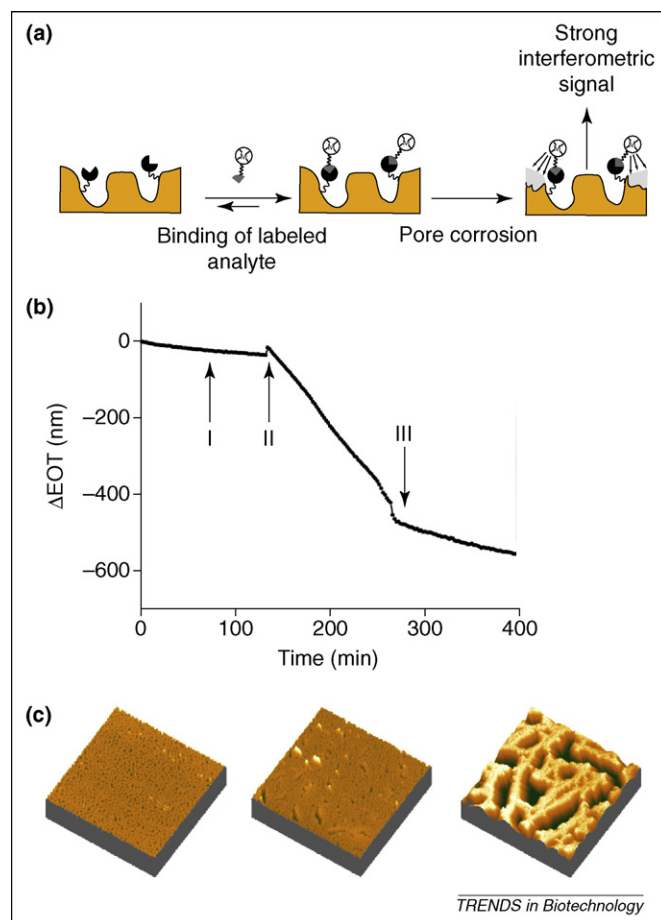 (a)
Strong
interferometric
signal
Binding of labeled
analyte
Pore corrosion
(b)
ΔEOT (nm)
0
–200
–400
–600
I
II
III
0
100
200
300
400
Time (min)
(c)
TRENDS in Biotechnology